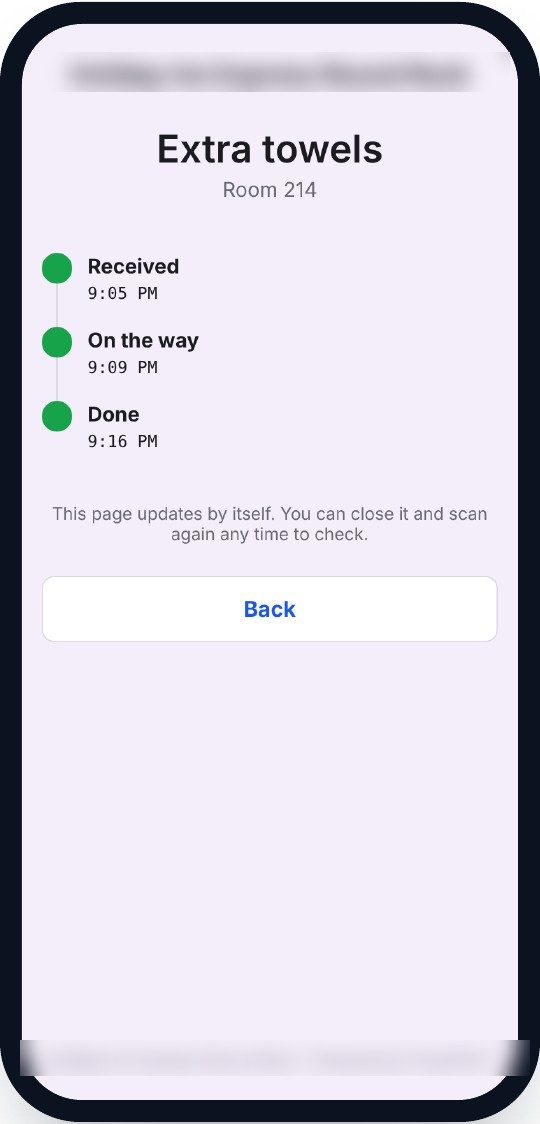 Extra towels
Room 214
Received
9:05 PM
On the way
9:09 PM
Done
9:16 PM
This page updates by itself. You can close it and scan
again any time to check.
Back